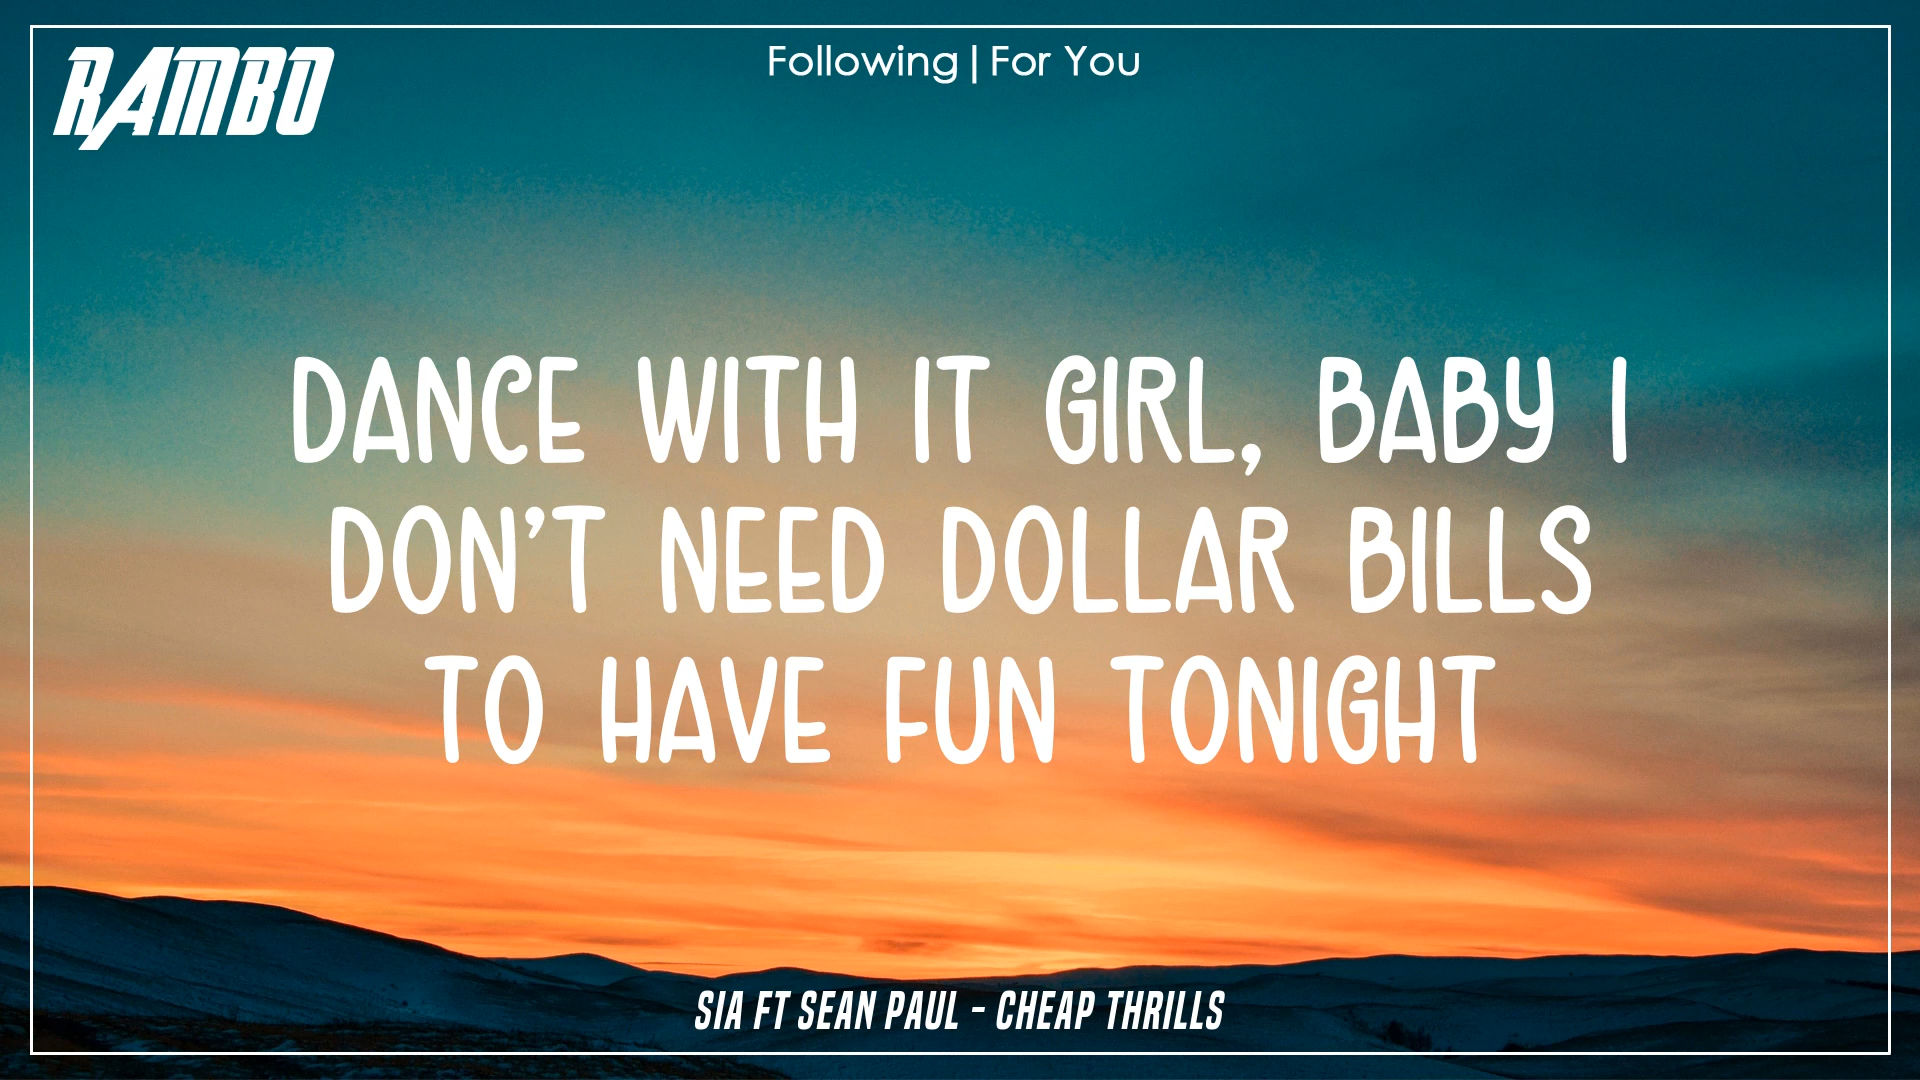 RAMBO
Following | For You
DANCE WITH IT GIRL, BABY I
DON'T NEED DOLLAR BILLS
TO HAVE FUN TONIGHT
SIA FT SEAN PAUL - CHEAP THRILLS